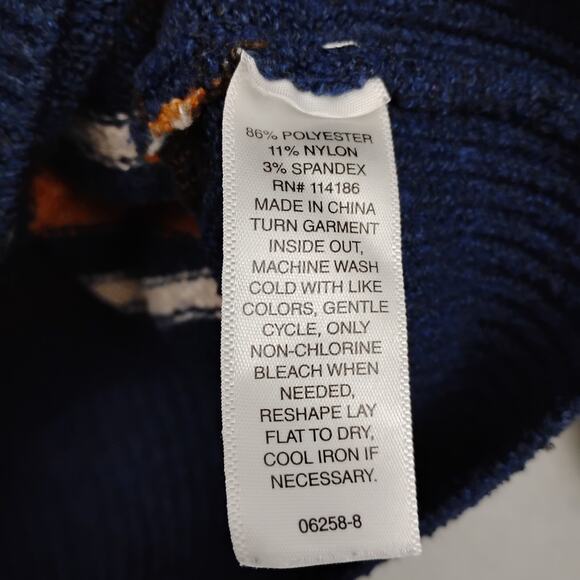 86% POLYESTER
11% NYLON
3% SPANDEX
RN# 114186
MADE IN CHINA
TURN GARMENT
INSIDE OUT,
MACHINE WASH
COLD WITH LIKE
COLORS, GENTLE
CYCLE, ONLY
NON-CHLORINE
BLEACH WHEN
NEEDED,
RESHAPE LAY
FLAT TO DRY,
COOL IRON IF
NECESSARY.
06258-8